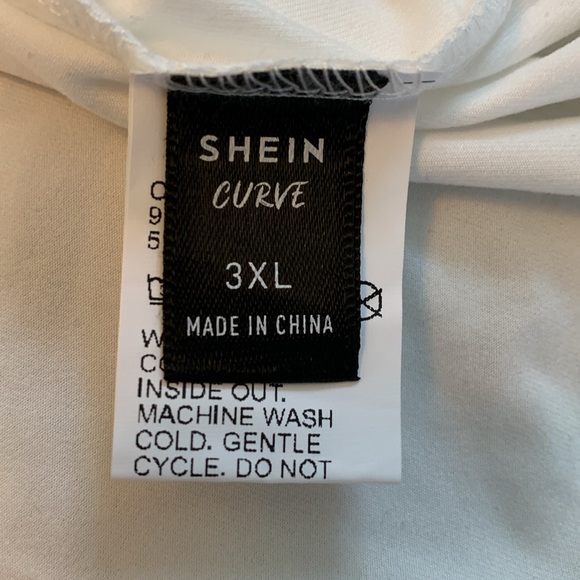 SHEIN
CURVE
3XL
MADE IN CHINA
INSIDE OUT.
MACHINE WASH
COLD. GENTLE
CYCLE. DO NOT